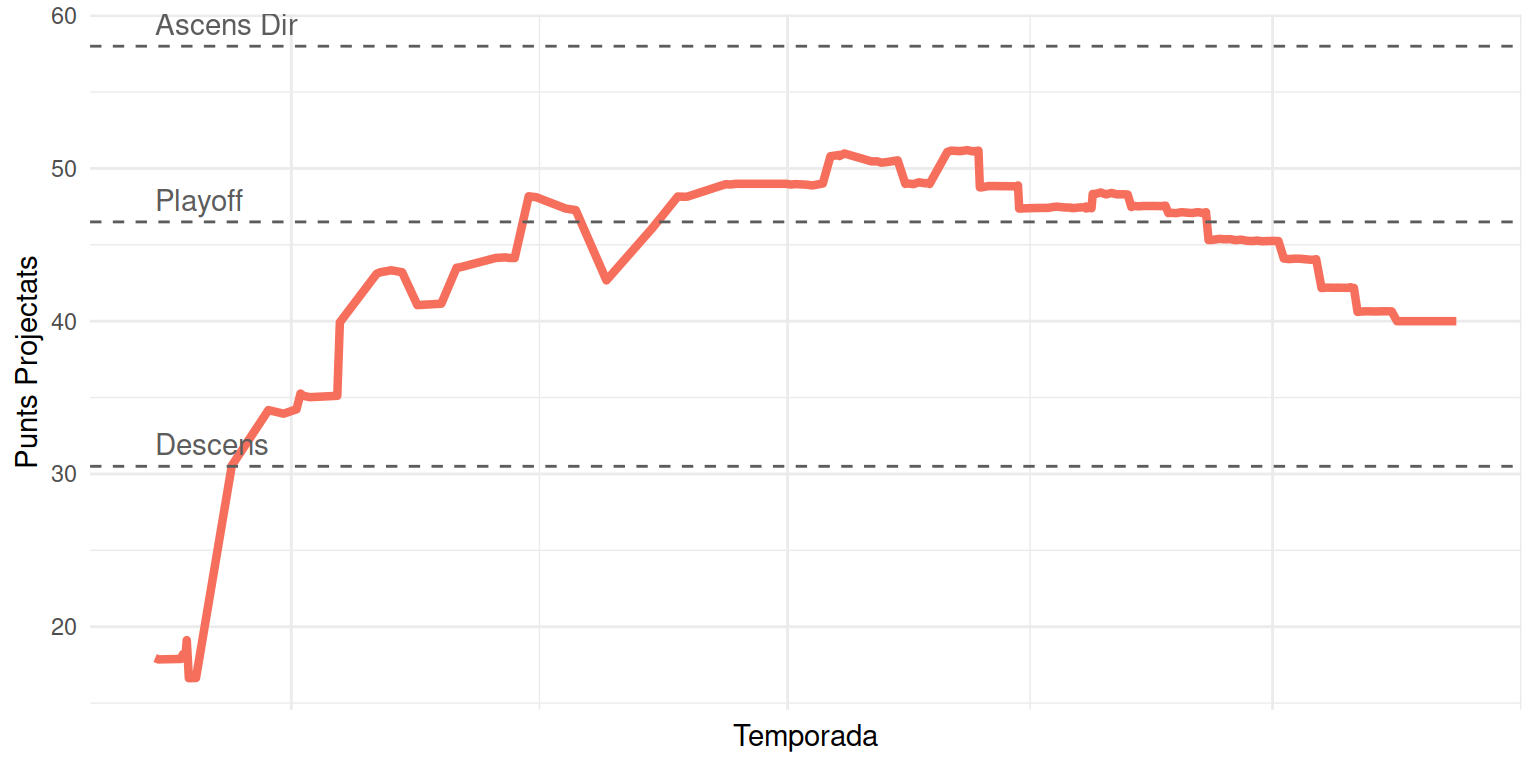 60
Ascens Dir
50
Playoff
Punts Projectats
40
Descens
30
20
Temporada